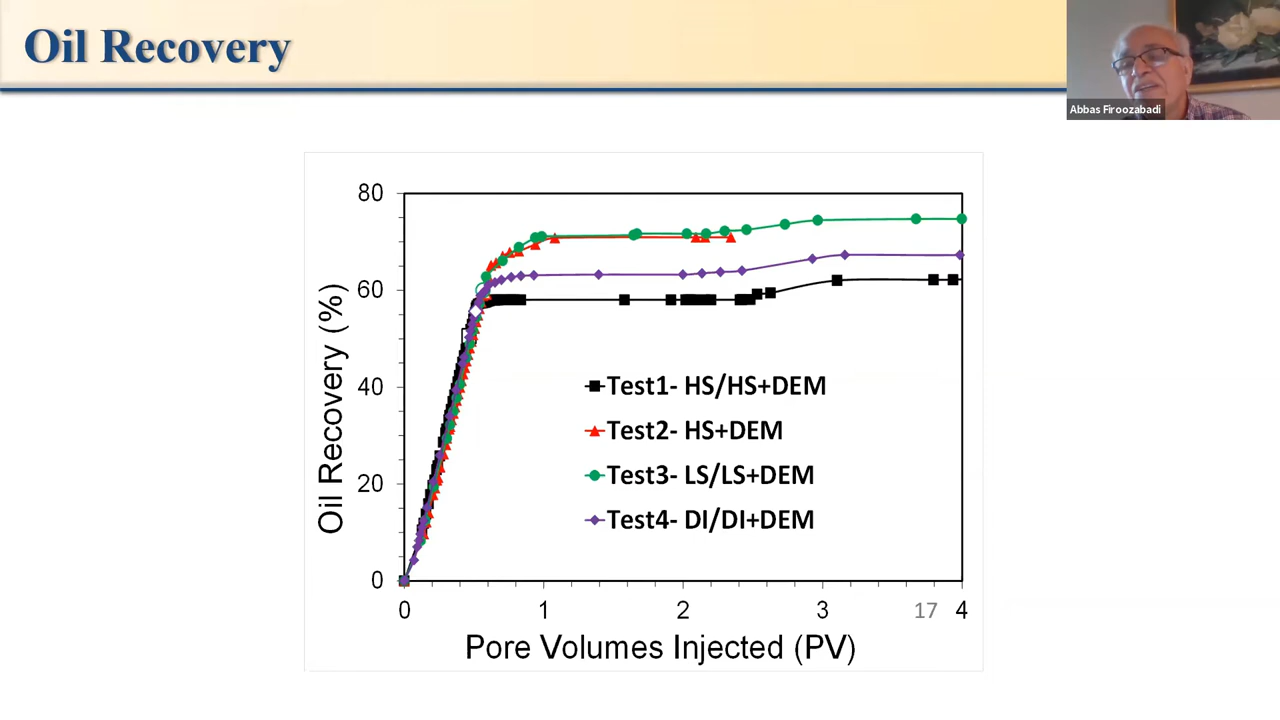 Oil Recovery
Abbas Firoozabadi
80
60
40
20
0
Oil Recovery (%)
Test1- HS/HS+DEM
Test2- HS+DEM
Test3- LS/LS+DEM
Test4- DI/DI+DEM
0 1 2 3 17 4
Pore Volumes Injected (PV)